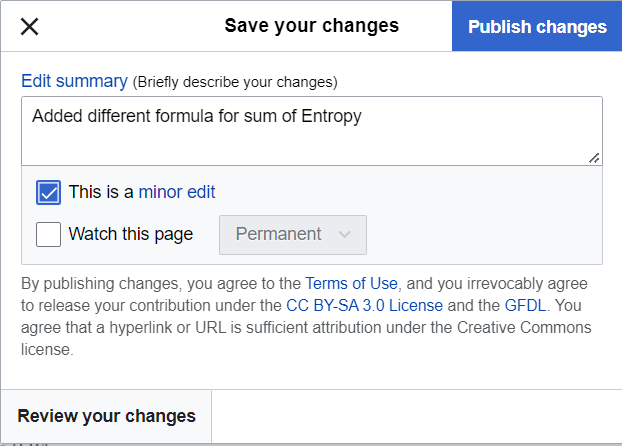 Save your changes
Publish changes
Edit summary (Briefly describe your changes)
Added different formula for sum of Entropy
This is a minor edit
Watch this page
Permanent
By publishing changes, you agree to the Terms of Use, and you irrevocably agree
to release your contribution under the CC BY-SA 3.0 License and the GFDL. You
agree that a hyperlink or URL is sufficient attribution under the Creative Commons
license.
Review your changes